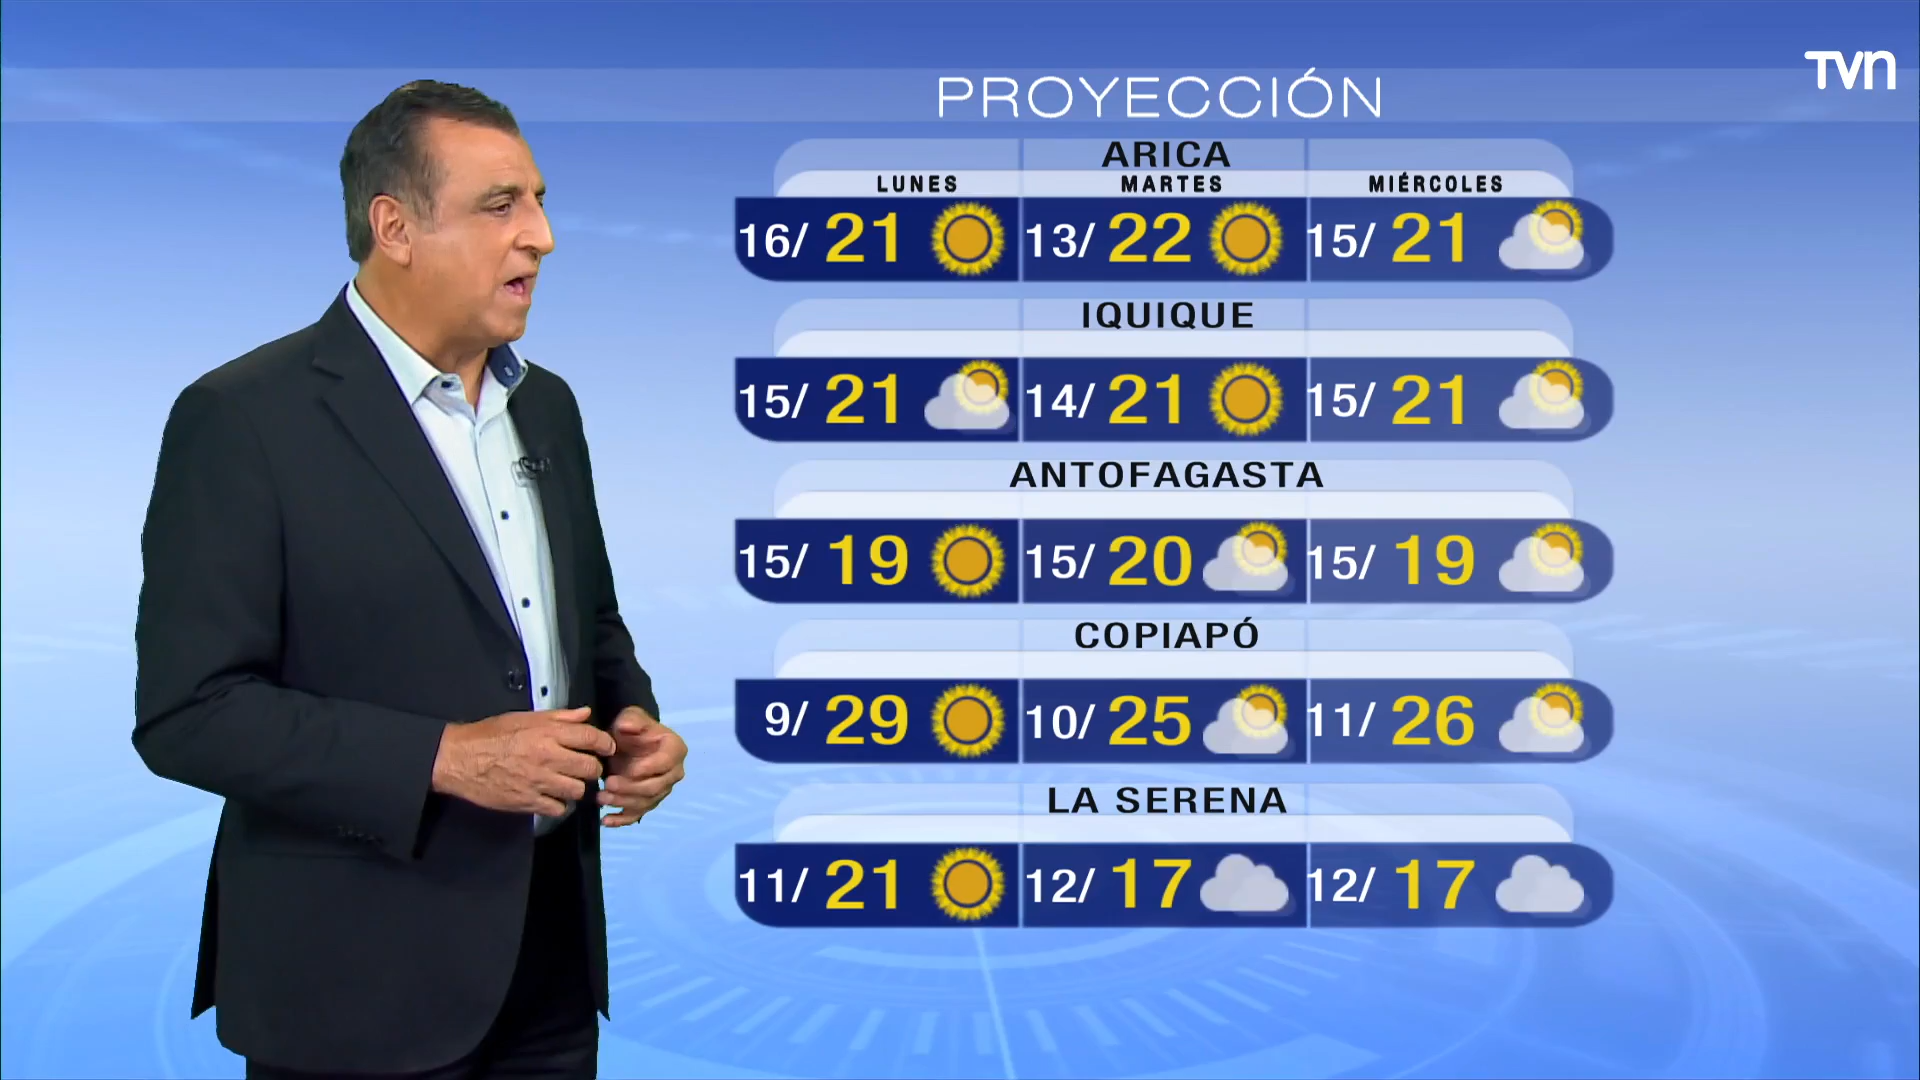 TVN
PROYECCIÓN
ARICA
LUNES MARTES MIÉRCOLES
16/ 21 13/ 22 15/ 21
IQUIQUE
15/ 21 14/ 21 15/ 21
ANTOFAGASTA
15/ 19 15/ 20 15/ 19
COPIAPÓ
9/ 29 10/ 25 11/ 26
LA SERENA
11/ 21 12/ 17 12/ 17